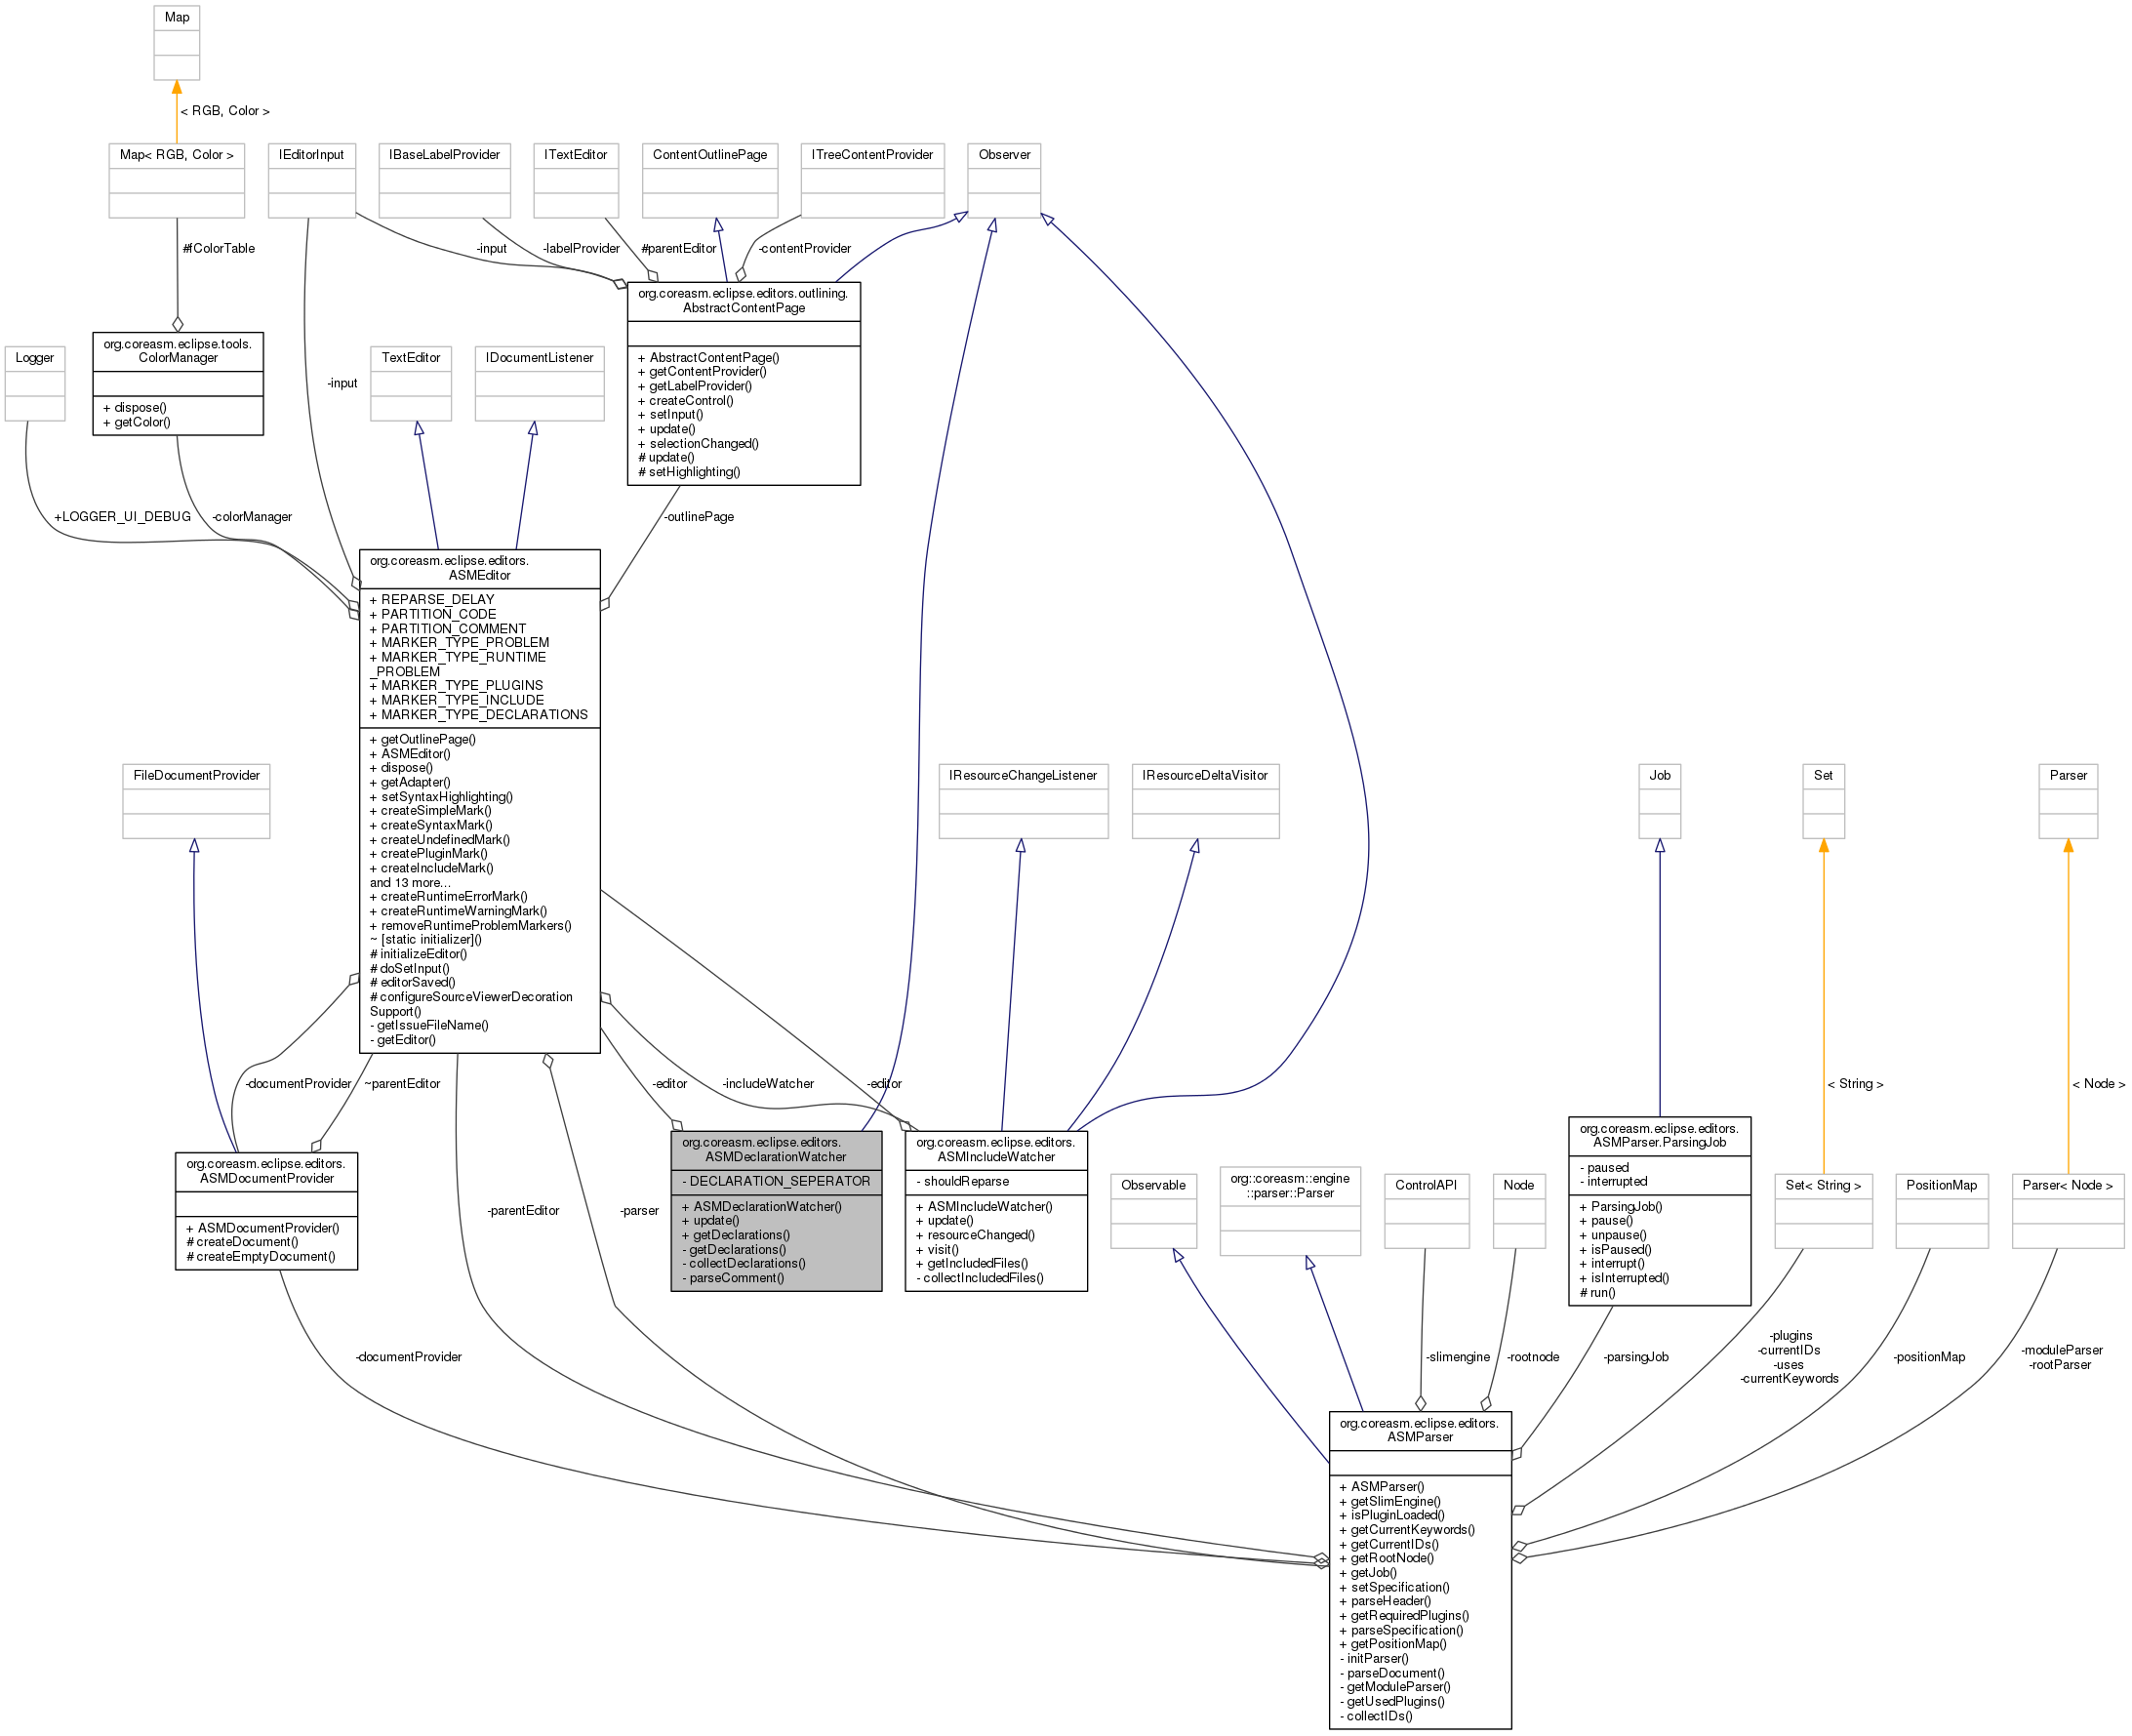 Map
< RGB, Color >
Map< RGB, Color >
IEditorInput
IBaseLabelProvider
ITextEditor
ContentOutlinePage
ITreeContentProvider
Observer
#fColorTable
-input
-labelProvider
#parentEditor
-contentProvider
org.coreasm.eclipse.editors.outlining.
AbstractContentPage
+ AbstractContentPage()
+ getContentProvider()
+ getLabelProvider()
+ createControl()
+ setInput()
+ update()
+ selectionChanged()
# update()
# setHighlighting()
Logger
org.coreasm.eclipse.tools.
ColorManager
+ dispose()
+ getColor()
-input
TextEditor
IDocumentListener
+LOGGER_UI_DEBUG
-colorManager
-outlinePage
org.coreasm.eclipse.editors.
ASMEditor
+ REPARSE_DELAY
+ PARTITION_CODE
+ PARTITION_COMMENT
+ MARKER_TYPE_PROBLEM
+ MARKER_TYPE_RUNTIME
_PROBLEM
+ MARKER_TYPE_PLUGINS
+ MARKER_TYPE_INCLUDE
+ MARKER_TYPE_DECLARATIONS
+ getOutlinePage()
+ ASMEditor()
+ dispose()
+ getAdapter()
+ setSyntaxHighlighting()
+ createSimpleMark()
+ createSyntaxMark()
+ createUndefinedMark()
+ createPluginMark()
+ createIncludeMark()
and 13 more...
+ createRuntimeErrorMark()
+ createRuntimeWarningMark()
+ removeRuntimeProblemMarkers()
~ [static initializer]()
# initializeEditor()
# doSetInput()
# editorSaved()
# configureSourceViewerDecoration
Support()
- getIssueFileName()
- getEditor()
FileDocumentProvider
IResourceChangeListener
IResourceDeltaVisitor
Job
Set
Parser
-documentProvider
~parentEditor
-editor
-includeWatcher
-editor
< String >
< Node >
org.coreasm.eclipse.editors.
ASMDocumentProvider
+ ASMDocumentProvider()
# createDocument()
# createEmptyDocument()
-parentEditor
-parser
org.coreasm.eclipse.editors.
ASMDeclarationWatcher
- DECLARATION_SEPERATOR
+ ASMDeclarationWatcher()
+ update()
+ getDeclarations()
- getDeclarations()
- collectDeclarations()
- parseComment()
org.coreasm.eclipse.editors.
ASMIncludeWatcher
- shouldReparse
+ ASMIncludeWatcher()
+ update()
+ resourceChanged()
+ visit()
+ getIncludedFiles()
- collectIncludedFiles()
Observable
org::coreasm::engine
::parser::Parser
ControlAPI
Node
org.coreasm.eclipse.editors.
ASMParser.ParsingJob
- paused
- interrupted
+ ParsingJob()
+ pause()
+ unpause()
+ isPaused()
+ interrupt()
+ isInterrupted()
# run()
Set< String >
PositionMap
Parser< Node >
-documentProvider
-slimengine
-rootnode
-parsingJob
-plugins
-currentIDs
-uses
-currentKeywords
-positionMap
-moduleParser
-rootParser
org.coreasm.eclipse.editors.
ASMParser
+ ASMParser()
+ getSlimEngine()
+ isPluginLoaded()
+ getCurrentKeywords()
+ getCurrentIDs()
+ getRootNode()
+ getJob()
+ setSpecification()
+ parseHeader()
+ getRequiredPlugins()
+ parseSpecification()
+ getPositionMap()
- initParser()
- parseDocument()
- getModuleParser()
- getUsedPlugins()
- collectIDs()